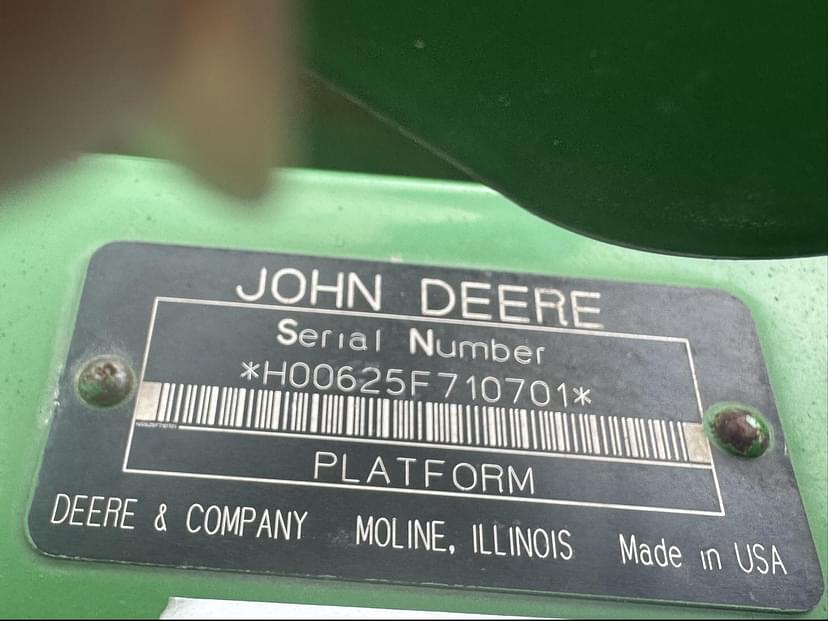 JOHN DEERE
Serial Number
*H00625F710701*
PLATFORM
DEERE & COMPANY MOLINE, ILLINOIS Made in USA